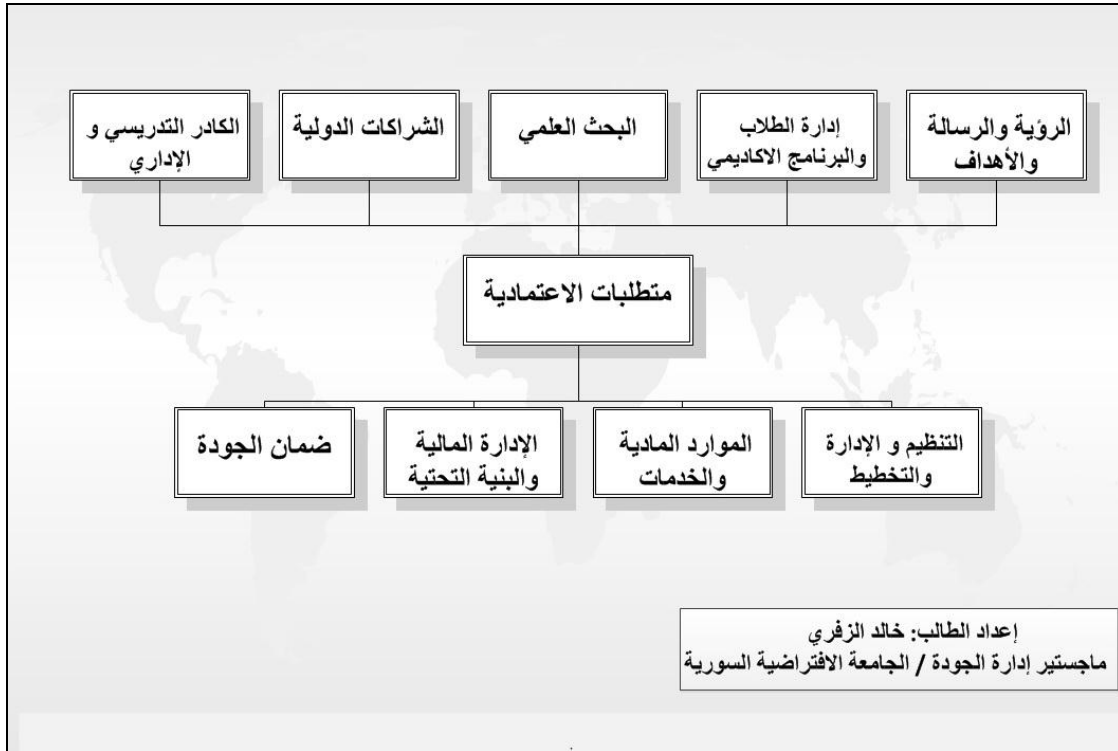 الرؤية والرسالة
والأهداف
إدارة الطلاب
والبرنامج الاكاديمي
البحث العلمي
الشراكات الدولية
الكادر التدريسي و
الإداري
متطلبات الاعتمادية
التنظيم و الإدارة
والتخطيط
الموارد المادية
والخدمات
الإدارة المالية
والبنية التحتية
ضمان الجودة
إعداد الطالب: خالد الزفري
ماجستير إدارة الجودة / الجامعة الافتراضية السورية